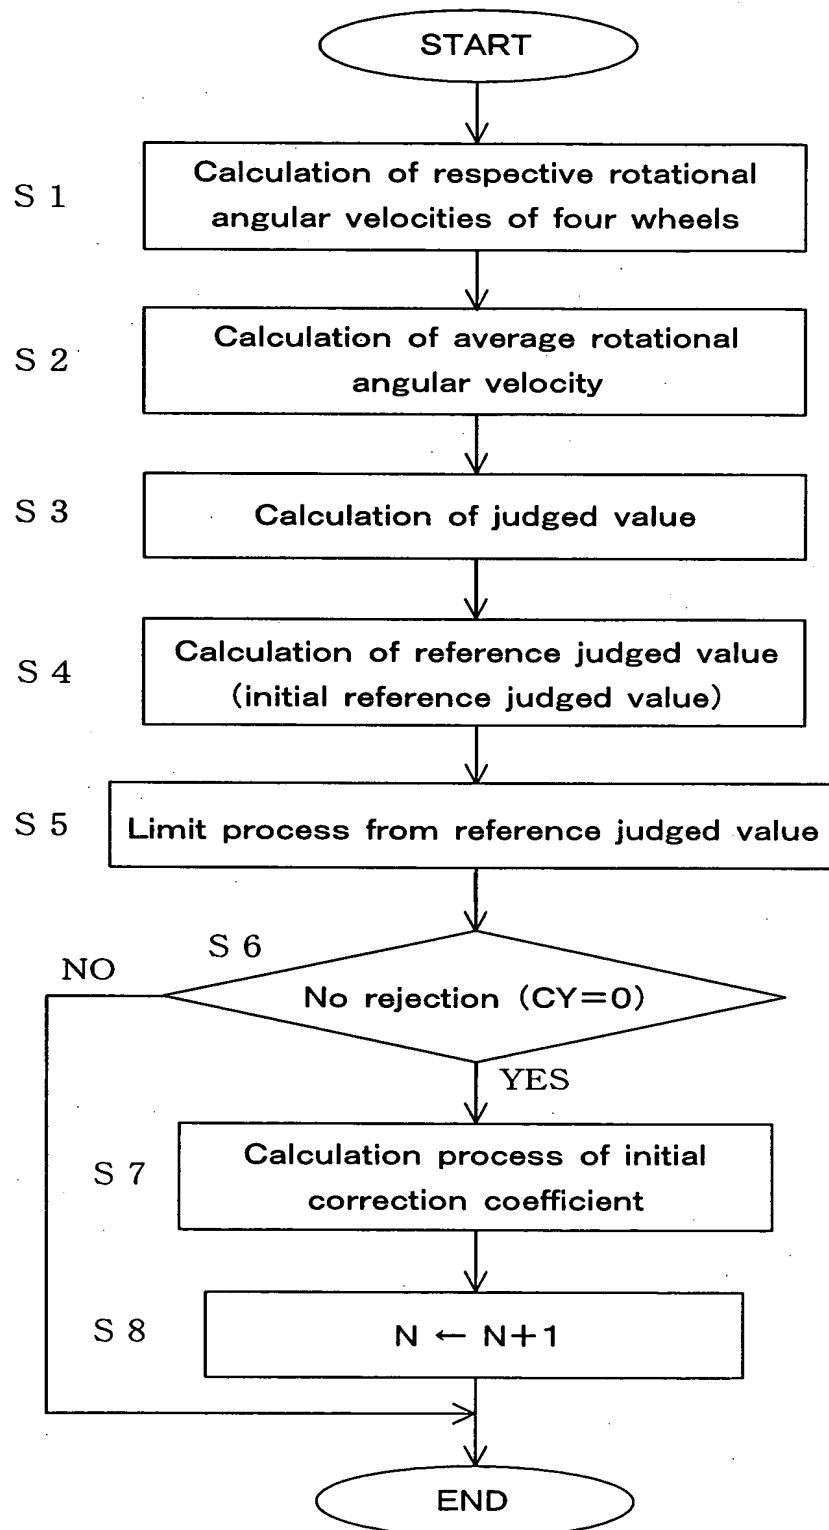 START
S 1
Calculation of respective rotational
angular velocities of four wheels
S 2
Calculation of average rotational
angular velocity
S 3
Calculation of judged value
S 4
Calculation of reference judged value
(initial reference judged value)
S 5
Limit process from reference judged value
S 6
NO
No rejection (CY=0)
YES
S 7
Calculation process of initial
correction coefficient
S 8
N ← N+1
END